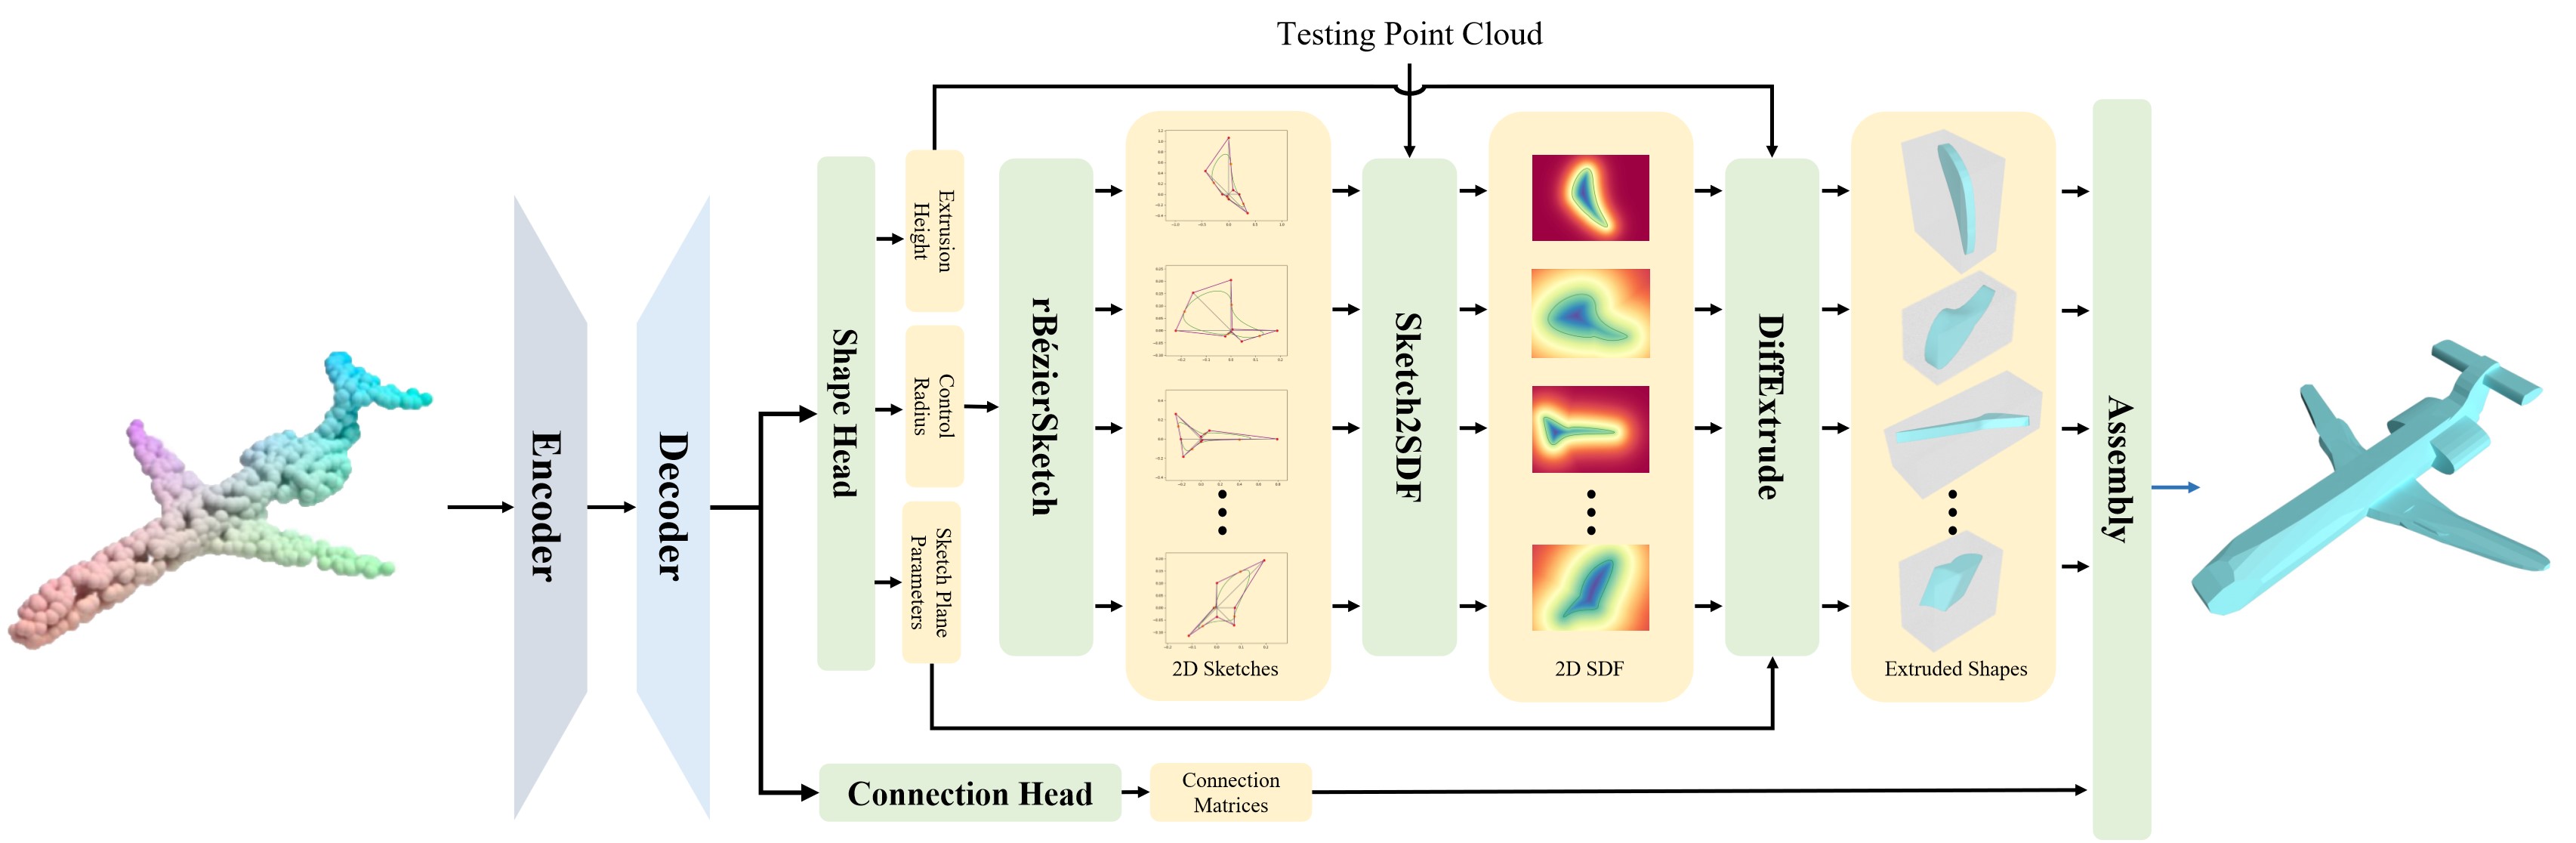 Testing Point Cloud
Encoder
Decoder
Shape Head
Extrusion
Height
Control
Radius
Sketch Plane
Parameters
rBézierSketch
2D Sketches
Sketch2SDF
2D SDF
DiffExtrude
Extruded Shapes
Assembly
Connection Head
Connection
Matrices